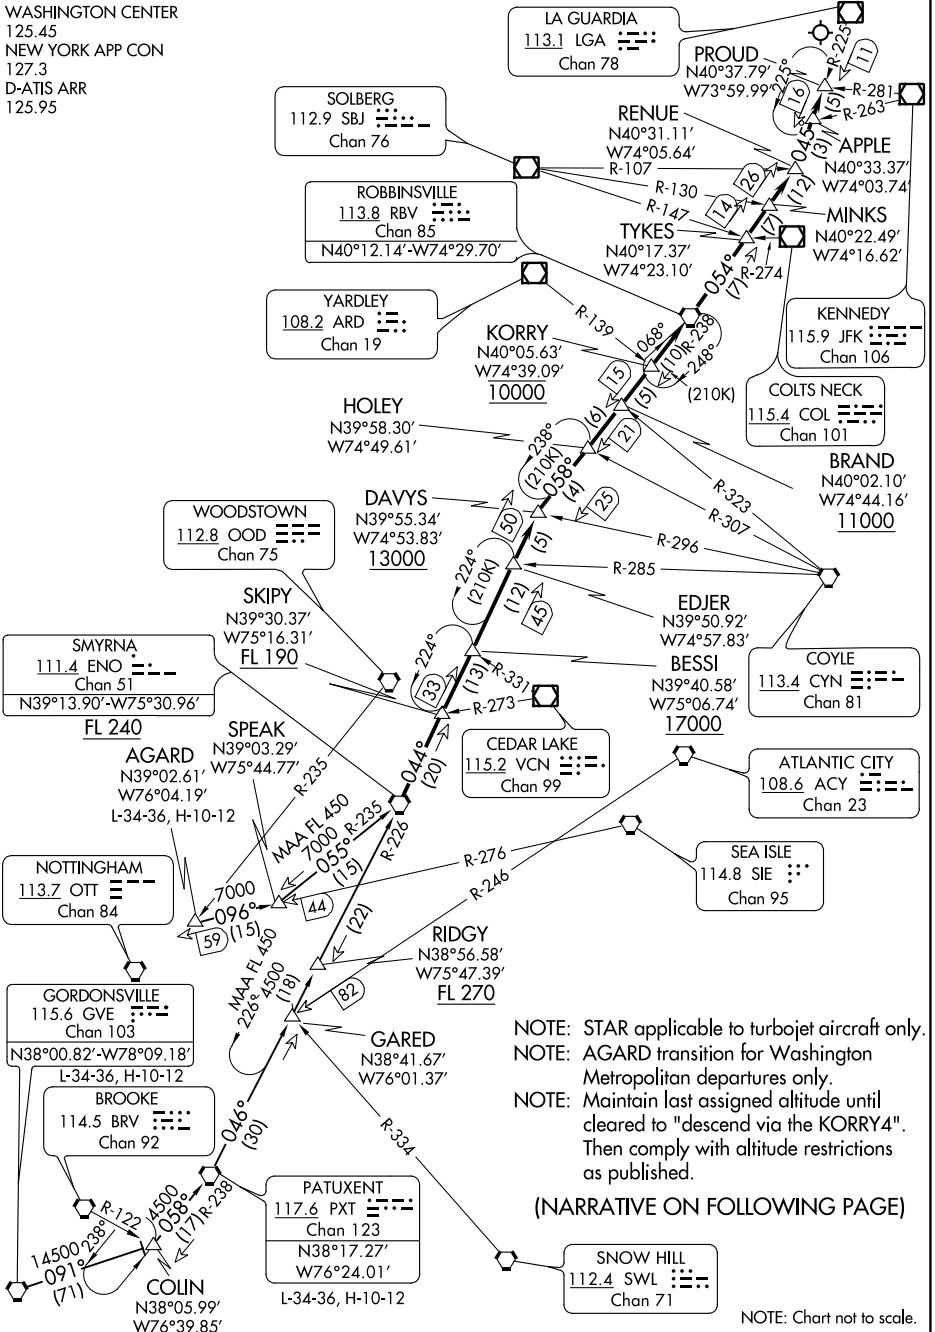 WASHINGTON CENTER
125.45
NEW YORK APP CON
127.3
D-ATIS ARR
125.95
LA GUARDIA
113.1 LGA
Chan 78
R-225
11
PROUD
N40°37.79'
W73°59.99'
225°
16
(5)
R-281
R-263
SOLBERG
112.9 SBJ
Chan 76
RENUE
N40°31.11'
W74°05.64'
045°
(3)
APPLE
N40°33.37'
W74°03.74'
R-107
R-130
R-147
26
14
(12)
ROBBINSVILLE
113.8 RBV
Chan 85
N40°12.14'-W74°29.70'
TYKES
N40°17.37'
W74°23.10'
(7)
MINKS
N40°22.49'
W74°16.62'
R-274
054°
(7)
YARDLEY
108.2 ARD
Chan 19
R-139
KENNEDY
115.9 JFK
Chan 106
KORRY
N40°05.63'
W74°39.09'
10000
068°
R-238
(10)
248°
(210K)
COLTS NECK
115.4 COL
Chan 101
15
(5)
(6)
21
HOLEY
N39°58.30'
W74°49.61'
238°
(210K)
058°
(4)
BRAND
N40°02.10'
W74°44.16'
11000
R-323
R-307
R-296
R-285
DAVYS
N39°55.34'
W74°53.83'
13000
50
25
(5)
WOODSTOWN
112.8 OOD
Chan 75
224°
(210K)
(12)
45
EDJER
N39°50.92'
W74°57.83'
SKIPY
N39°30.37'
W75°16.31'
FL 190
224°
33
(13)
R-331
R-273
BESSI
N39°40.58'
W75°06.74'
17000
COYLE
113.4 CYN
Chan 81
SMYRNA
111.4 ENO
Chan 51
N39°13.90'-W75°30.96'
FL 240
CEDAR LAKE
115.2 VCN
Chan 99
SPEAK
N39°03.29'
W75°44.77'
R-235
044°
(20)
ATLANTIC CITY
108.6 ACY
Chan 23
AGARD
N39°02.61'
W76°04.19'
L-34-36, H-10-12
MAA FL 450
7000
R-235
055°
(15)
R-226
R-276
R-246
SEA ISLE
114.8 SIE
Chan 95
NOTTINGHAM
113.7 OTT
Chan 84
7000
096°
(15)
59
44
(22)
RIDGY
N38°56.58'
W75°47.39'
FL 270
MAA FL 450
4500
226°
(18)
82
GORDONSVILLE
115.6 GVE
Chan 103
N38°00.82'-W78°09.18'
L-34-36, H-10-12
GARED
N38°41.67'
W76°01.37'
NOTE: STAR applicable to turbojet aircraft only.
NOTE: AGARD transition for Washington
Metropolitan departures only.
NOTE: Maintain last assigned altitude until
cleared to "descend via the KORRY4".
Then comply with altitude restrictions
as published.
(NARRATIVE ON FOLLOWING PAGE)
BROOKE
114.5 BRV
Chan 92
046°
(30)
R-334
R-122
4500
058°
(17)
R-238
PATUXENT
117.6 PXT
Chan 123
N38°17.27'
W76°24.01'
L-34-36, H-10-12
14500
238°
091°
(71)
COLIN
N38°05.99'
W76°39.85'
SNOW HILL
112.4 SWL
Chan 71
NOTE: Chart not to scale.